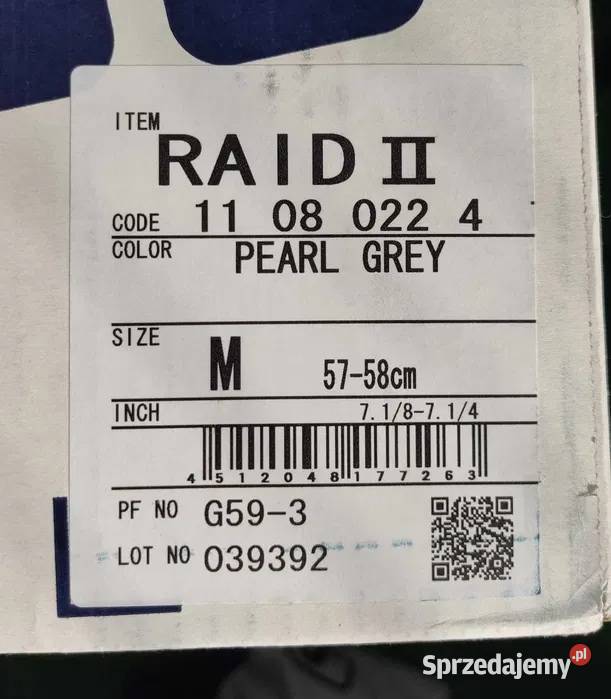 ITEM
RAID II
CODE 11 08 022 4
COLOR PEARL GREY
SIZE M 57-58cm
INCH 7.1/8-7.1/4
4 512048 177263
PF NO G59-3
LOT NO 039392
Sprzedajemy.pl